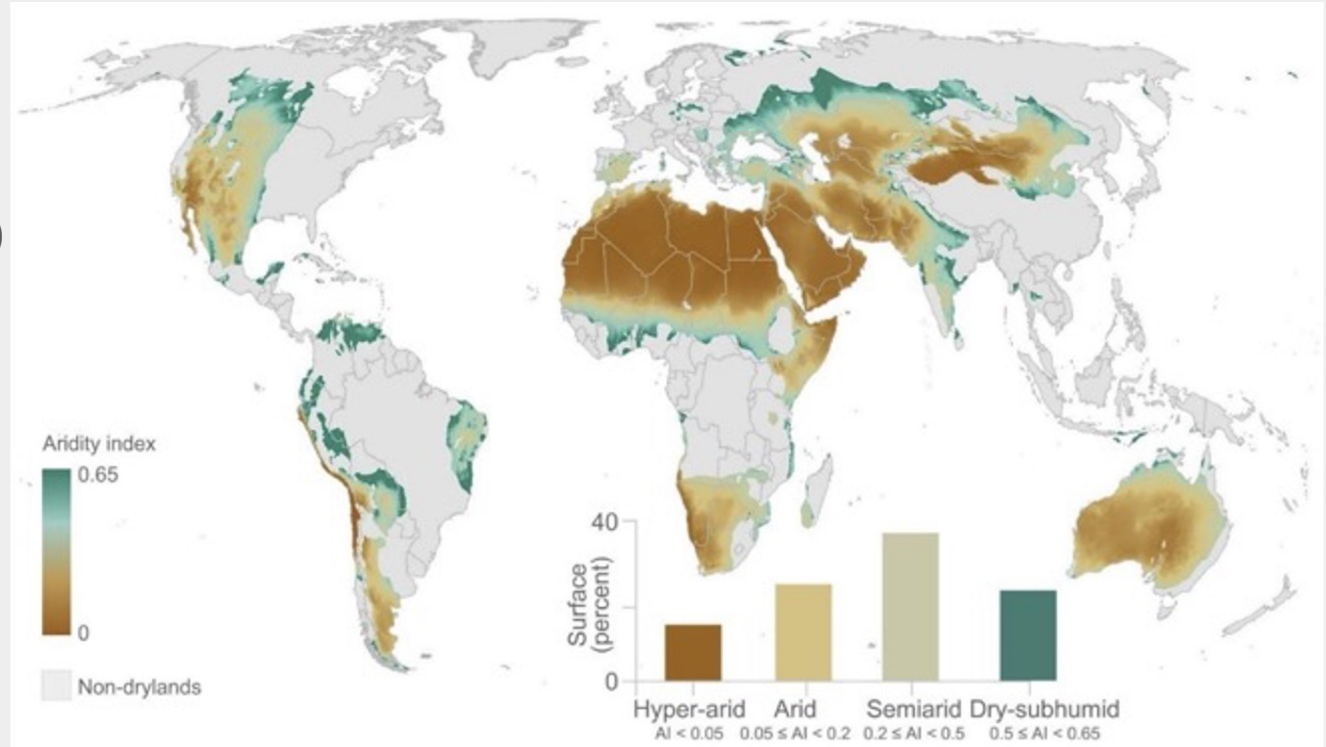 Aridity index
0.65
0
Non-drylands
Surface
(percent)
40
0
Hyper-arid Arid Semiarid Dry-subhumid
AI < 0.05 0.05 ≤ AI < 0.2 0.2 ≤ AI < 0.5 0.5 ≤ AI < 0.65